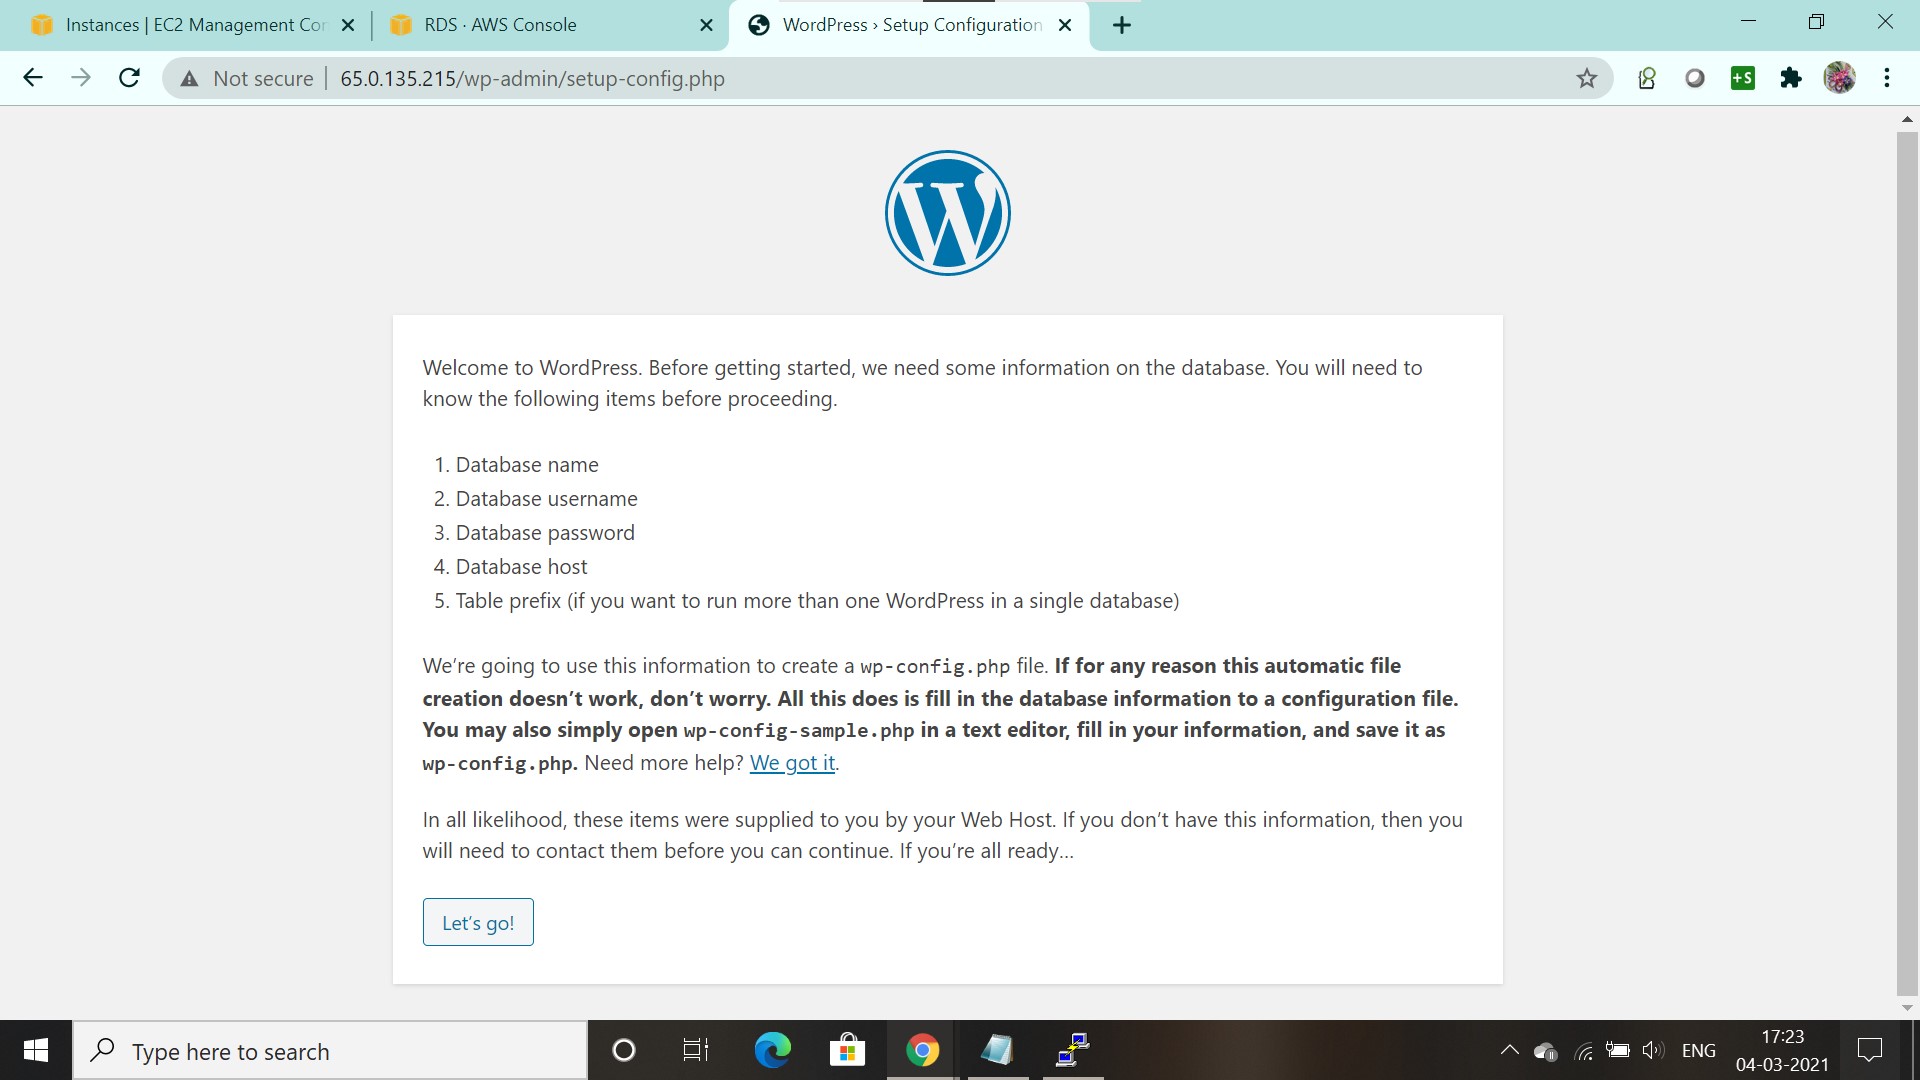 Instances | EC2 Management Con
RDS · AWS Console
WordPress › Setup Configuration
Not secure | 65.0.135.215/wp-admin/setup-config.php
+S
Welcome to WordPress. Before getting started, we need some information on the database. You will need to
know the following items before proceeding.
1. Database name
2. Database username
3. Database password
4. Database host
5. Table prefix (if you want to run more than one WordPress in a single database)
We’re going to use this information to create a wp-config.php file. If for any reason this automatic file
creation doesn’t work, don’t worry. All this does is fill in the database information to a configuration file.
You may also simply open wp-config-sample.php in a text editor, fill in your information, and save it as
wp-config.php. Need more help? We got it.
In all likelihood, these items were supplied to you by your Web Host. If you don’t have this information, then you
will need to contact them before you can continue. If you’re all ready…
Let’s go!
Type here to search
ENG
17:23
04-03-2021